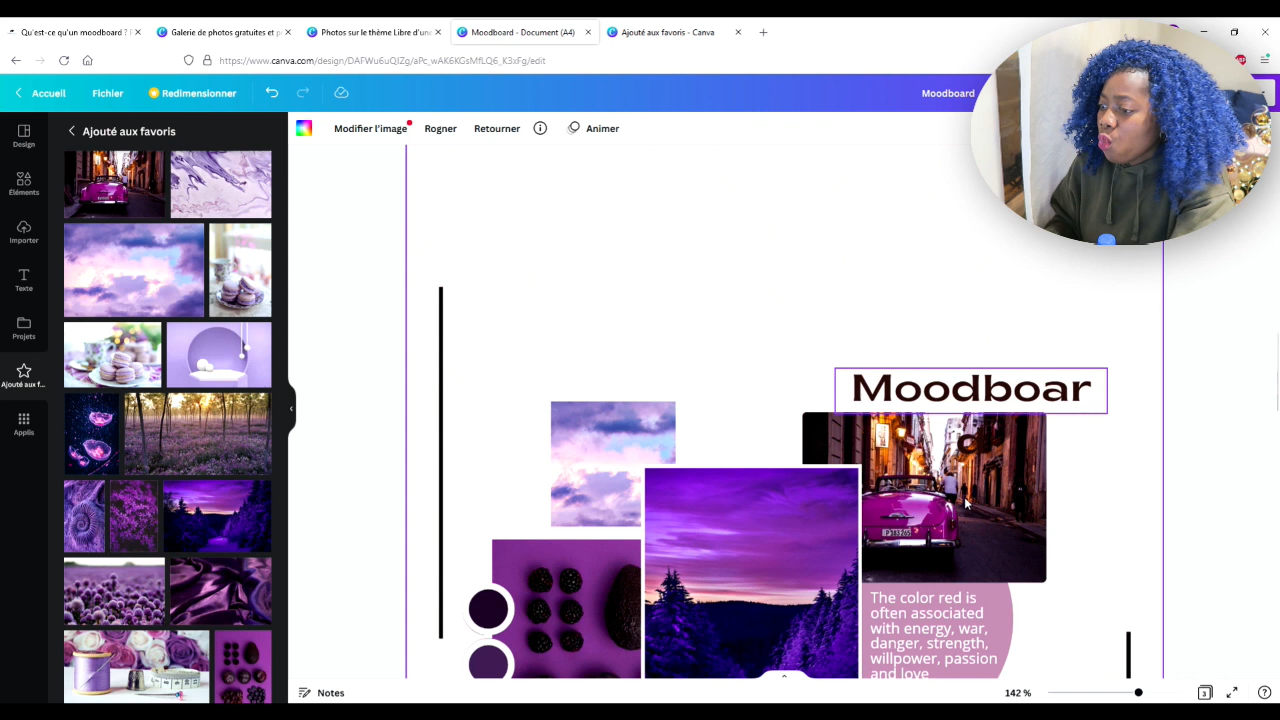 Qu'est-ce qu'un moodboard ?
Galerie de photos gratuites et
Photos sur le thème Libre d'une
Moodboard - Document (A4)
Ajouté aux favoris - Canva
https://www.canva.com/design/DAFWu6uQIZg/aPc_wAK6KGsMfLQ6_K3xFg/edit
Accueil
Fichier
Redimensionner
Moodboard
Design
Éléments
Importer
Texte
Projets
Ajouté aux f...
Applis
Ajouté aux favoris
Modifier l'image
Rogner
Retourner
Animer
Moodboar
The color red is
often associated
with energy, war,
danger, strength,
willpower, passion
and love
Notes
142 %
3